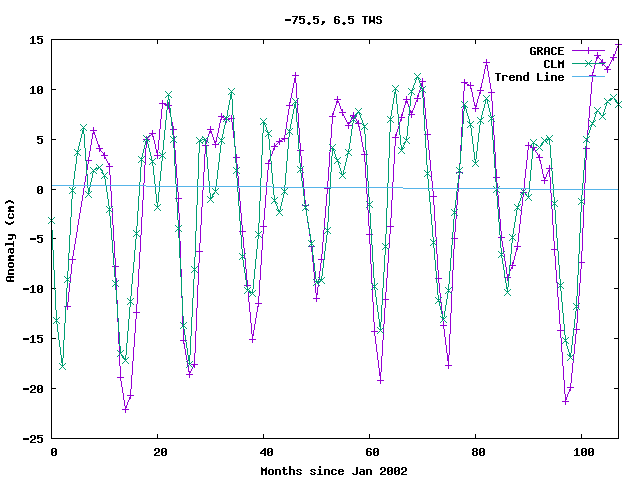 -75.5, 6.5 TWS
GRACE
CLM
Trend Line
15
10
5
0
-5
-10
-15
-20
-25
Anomaly (cm)
0 20 40 60 80 100
Months since Jan 2002